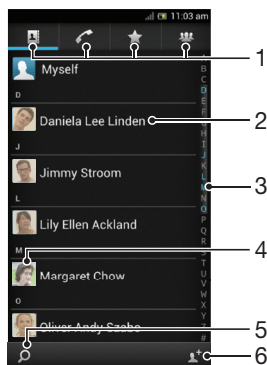 11:03 am
1
Myself
D
Daniela Lee Linden
2
J
Jimmy Stroom
3
L
Lily Ellen Ackland
M
4
Margaret Chow
O
Oliver Andy Szabo
5
6
A
B
C
D
E
F
G
H
I
J
K
L
M
N
O
P
Q
R
S
T
U
V
W
X
Y
Z
#